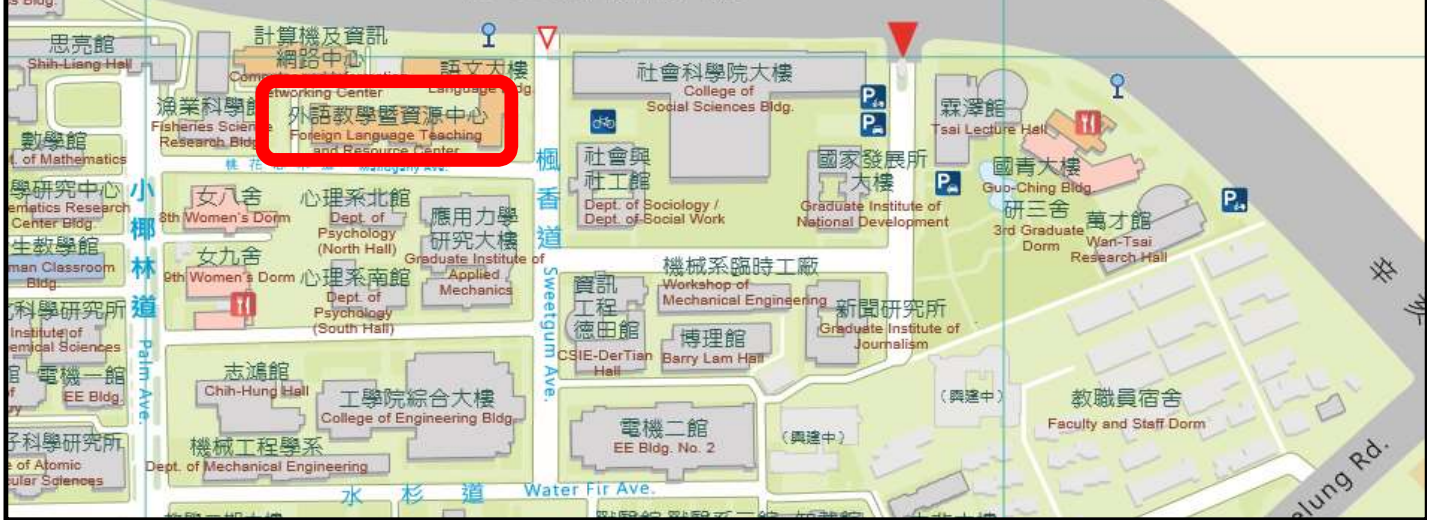 s Bldg.
思亮館
Shih-Liang Hall
計算機及資訊
網路中心
Networking Center
語文大樓
Language Bldg.
漁業科學館
Fisheries Science
Research Bldg.
外語教學暨資源中心
Foreign Language Teaching
and Resource Center
Mahogany Ave.
數學館
. of Mathematics
學研究中心
ematics Research
Center Bldg.
生教學館
man Classroom
Bldg.
科學研究所
Institute of
emical Sciences
電機一館
EE Bldg.
子科學研究所
e of Atomic
cular Sciences
小椰林道
Palm Ave.
女八舍
8th Women's Dorm
女九舍
9th Women's Dorm
心理系北館
Dept. of
Psychology
(North Hall)
心理系南館
Dept. of
Psychology
(South Hall)
應用力學
研究大樓
Graduate Institute of
Applied
Mechanics
志鴻館
Chih-Hung Hall
工學院綜合大樓
College of Engineering Bldg.
機械工程學系
Dept. of Mechanical Engineering
水杉道 Water Fir Ave.
楓香道
Sweetgum Ave.
社會科學院大樓
College of
Social Sciences Bldg.
P
P
社會與
社工館
Dept. of Sociology /
Dept. of Social Work
國家發展所
大樓
Graduate Institute of
National Development
P
霖澤館
Tsai Lecture Hall
國青大樓
Guo-Ching Bldg.
研三舍
3rd Graduate
Dorm
萬才館
Wan-Tsai
Research Hall
P
機械系臨時工廠
Workshop of
Mechanical Engineering
資訊
工程
德田館
CSIE-DerTian
Hall
博理館
Barry Lam Hall
新聞研究所
Graduate Institute of
Journalism
電機二館
EE Bldg. No. 2
（興建中）
（興建中）
教職員宿舍
Faculty and Staff Dorm
辛亥
elung Rd.